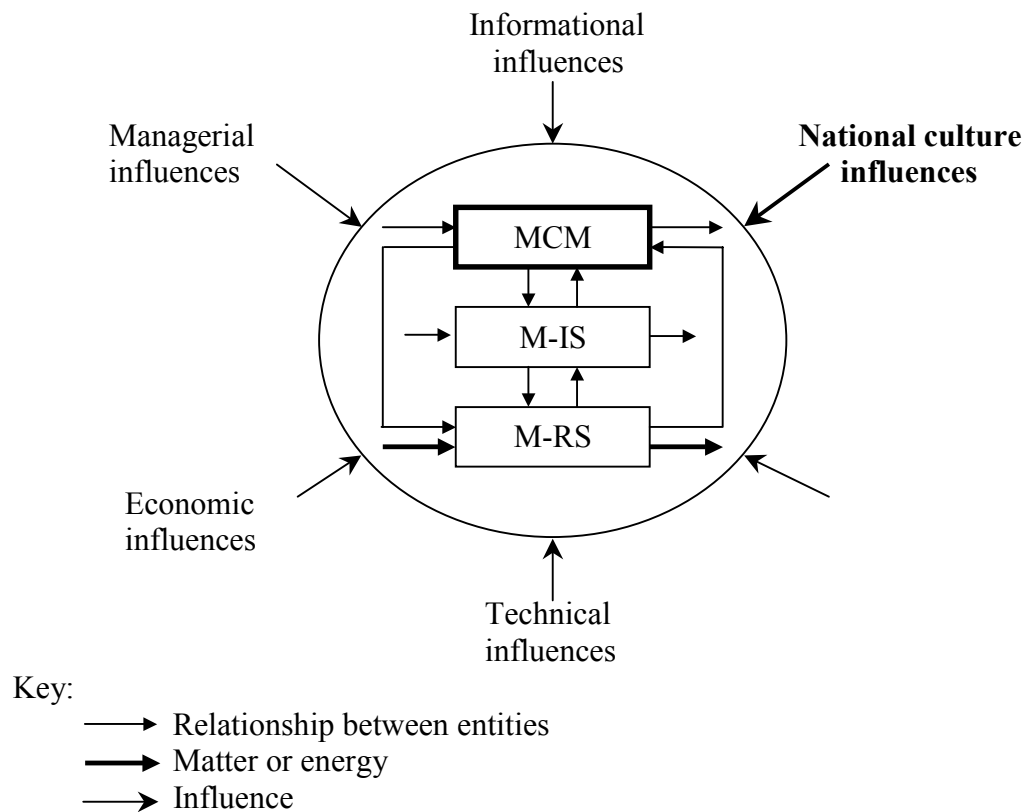 Informational
influences
Managerial
influences
National culture
influences
MCM
M-IS
M-RS
Economic
influences
Technical
influences
Key:
Relationship between entities
Matter or energy
Influence